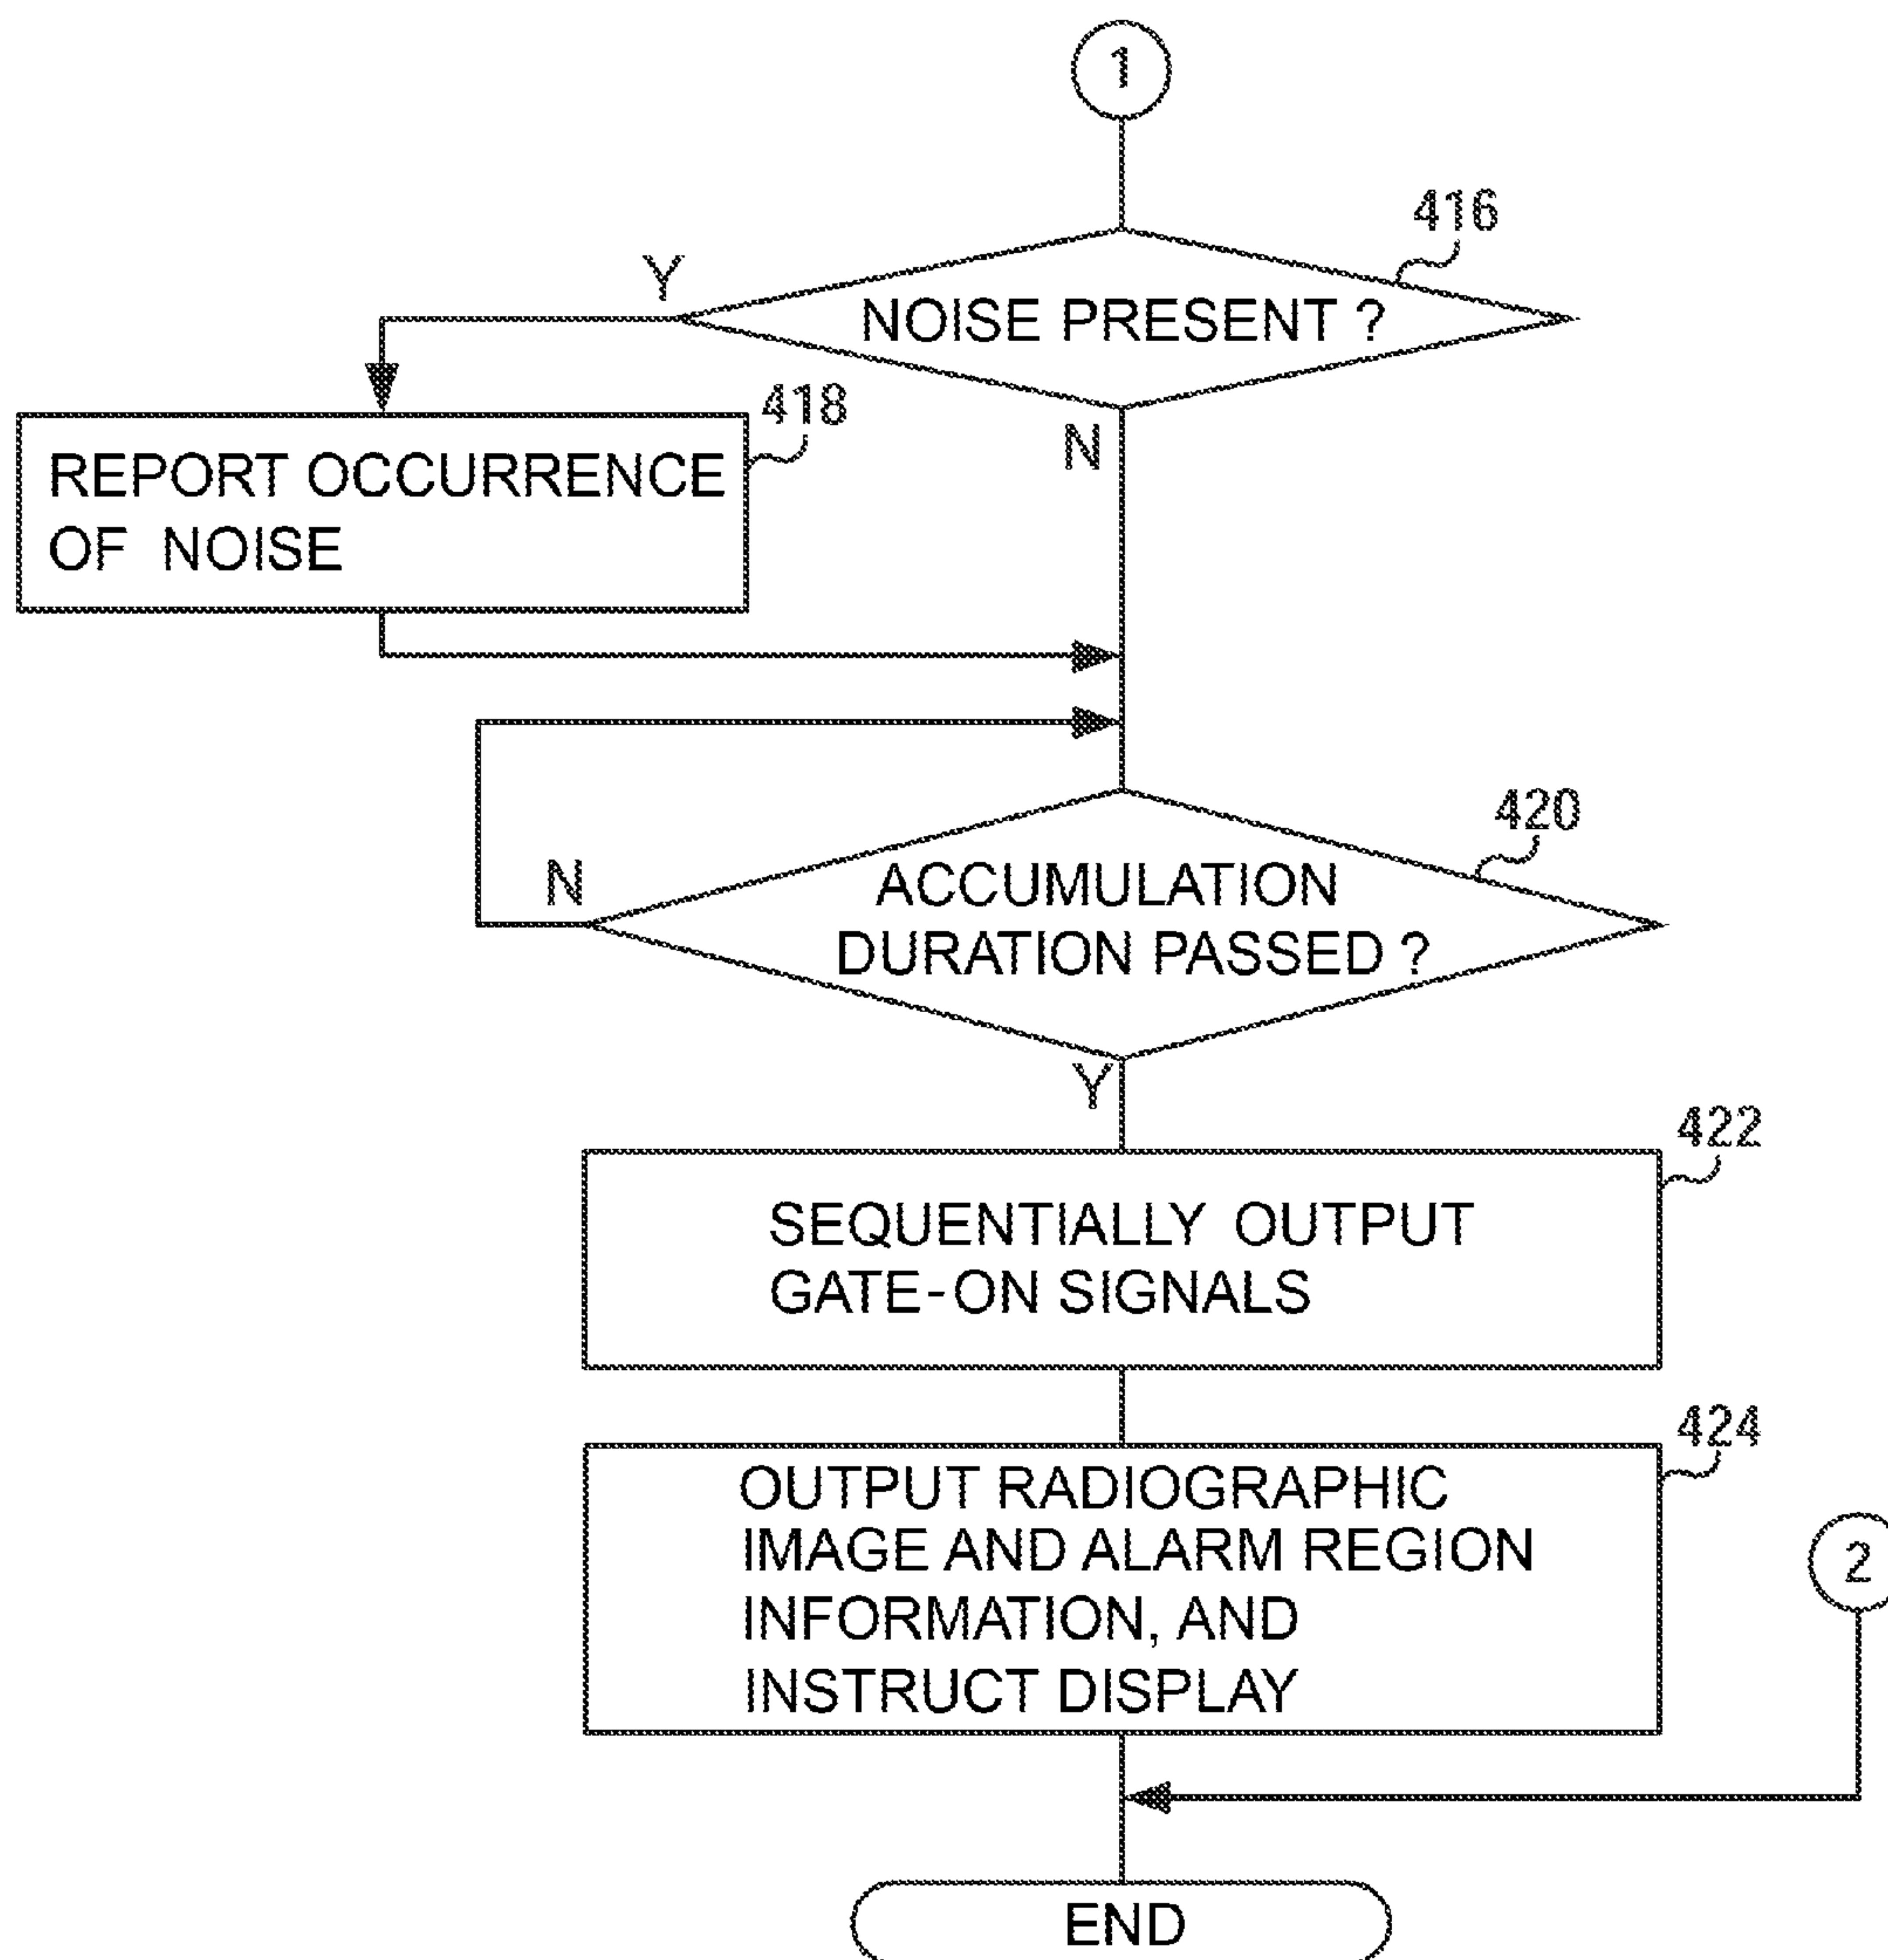 1
416
Y
NOISE PRESENT ?
418
N
REPORT OCCURRENCE
OF NOISE
420
N
ACCUMULATION
DURATION PASSED ?
Y
422
SEQUENTIALLY OUTPUT
GATE-ON SIGNALS
424
OUTPUT RADIOGRAPHIC
IMAGE AND ALARM REGION
INFORMATION, AND
INSTRUCT DISPLAY
2
END